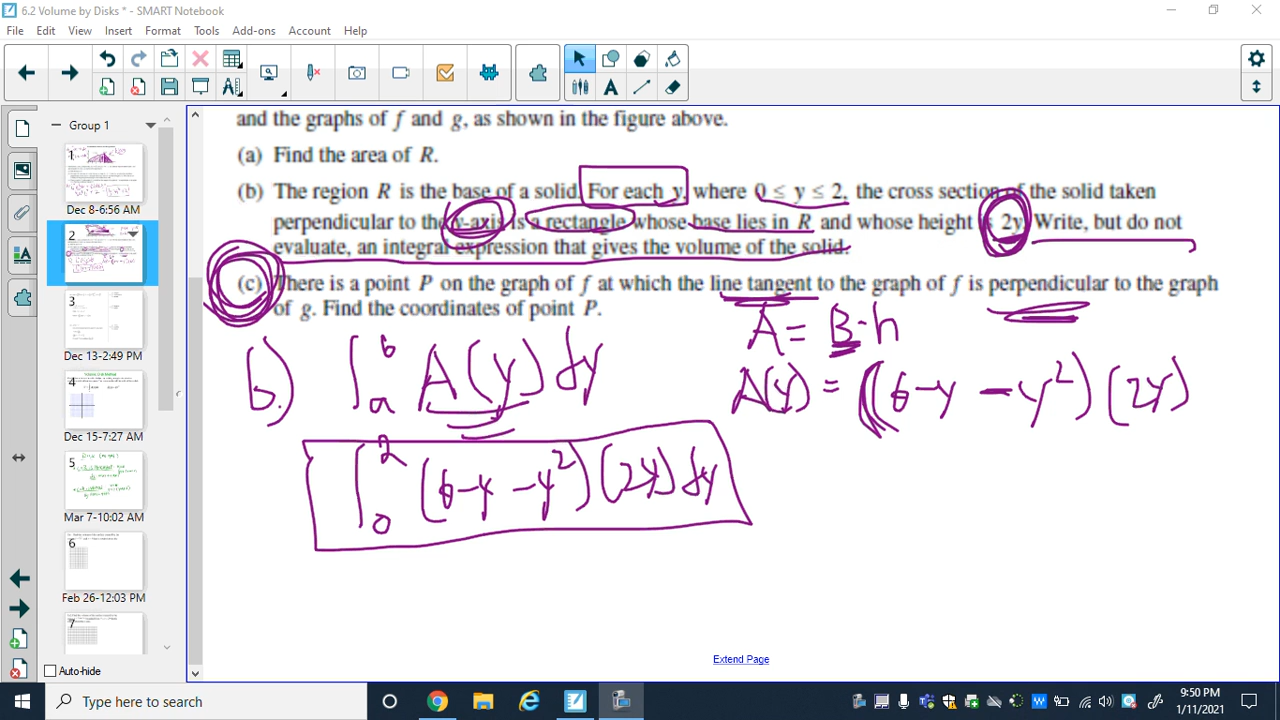 6.2 Volume by Disks * - SMART Notebook
File Edit View Insert Format Tools Add-ons Account Help
Group 1
1
Dec 8-6:56 AM
2
3
Dec 13-2:49 PM
4
Dec 15-7:27 AM
5
Mar 7-10:02 AM
6
Feb 26-12:03 PM
7
Auto-hide
and the graphs of f and g, as shown in the figure above.
(a) Find the area of R.
(b) The region R is the base of a solid. For each y, where 0 ≤ y ≤ 2, the cross section of the solid taken
perpendicular to the y-axis is a rectangle whose base lies in R and whose height is 2y. Write, but do not
evaluate, an integral expression that gives the volume of the solid.
(c) There is a point P on the graph of f at which the line tangent to the graph of f is perpendicular to the graph
of g. Find the coordinates of point P.
A = B·h
b.) ∫ₐᵇ A(y) dy
A(y) = ((6-y - y²)(2y)
∫₀² (6-y - y²)(2y) dy
Extend Page
Type here to search
9:50 PM
1/11/2021